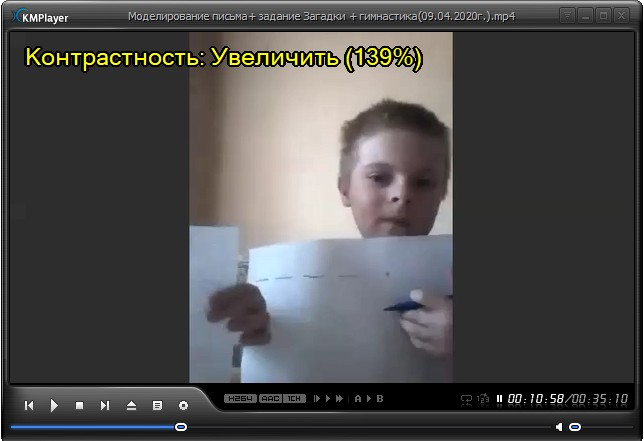 KMPlayer
Моделирование письма+ задание Загадки +гимнастика(09.04.2020г.).mp4
Контрастность: Увеличить (139%)
H264 AAC 1CH A B 00:10:58/00:35:10